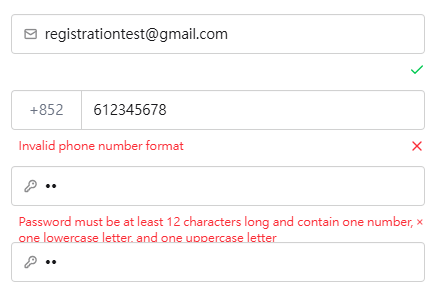 registrationtest@gmail.com
+852 612345678
Invalid phone number format
••
Password must be at least 12 characters long and contain one number,
one lowercase letter, and one uppercase letter
••